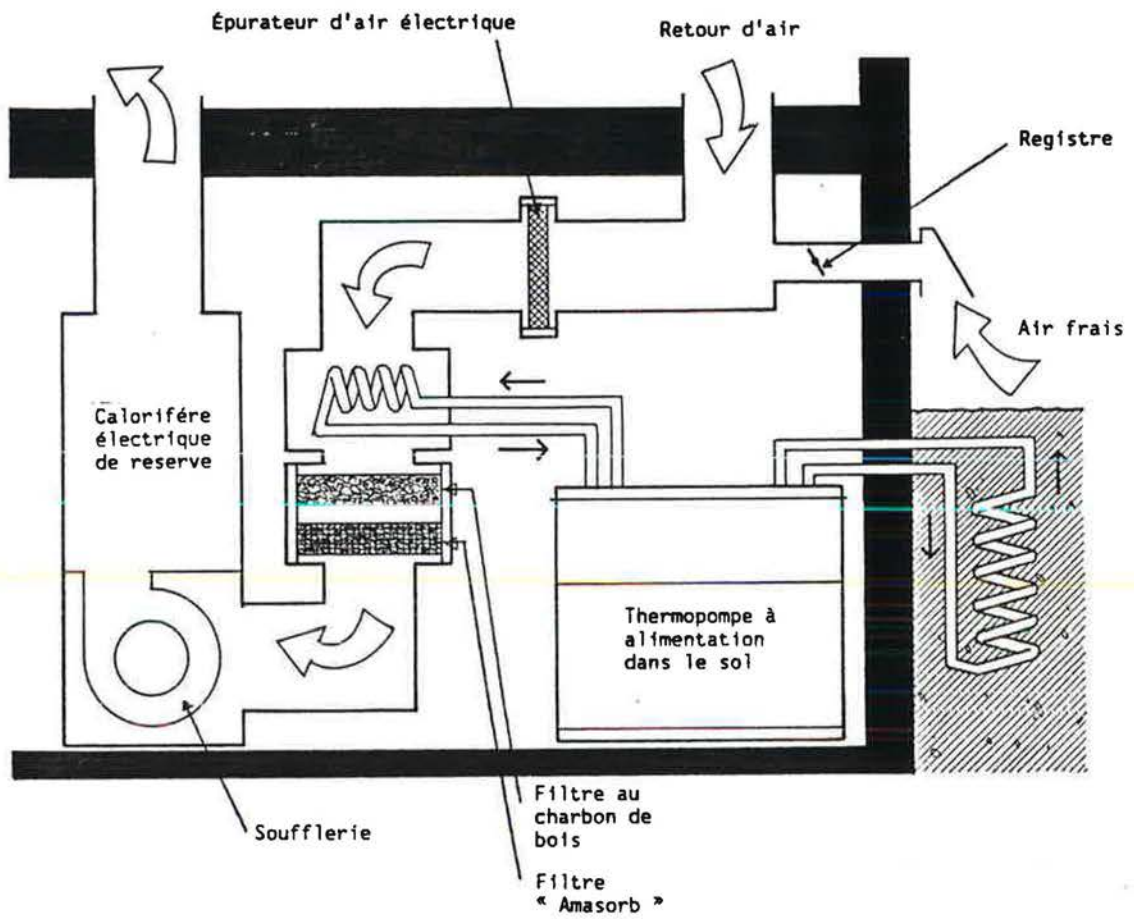 Épurateur d'air électrique
Retour d'air
Registre
Air frais
Calorifére
électrique
de reserve
Thermopompe à
alimentation
dans le sol
Soufflerie
Filtre au
charbon de
bois
Filtre
« Amasorb »